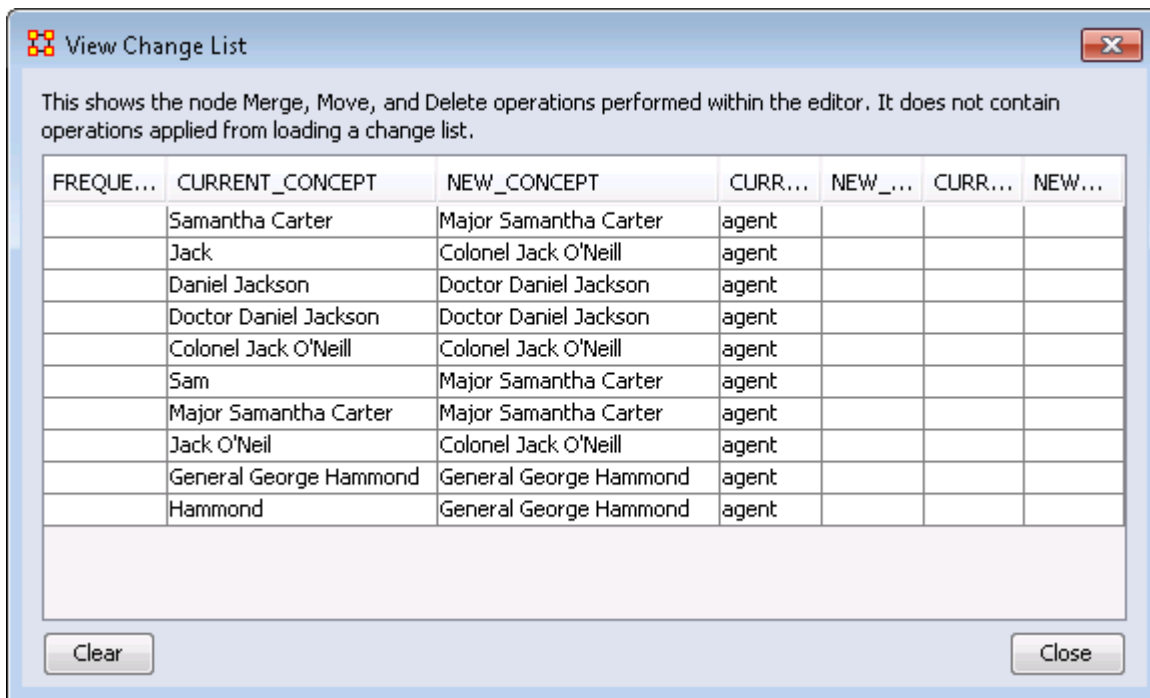 View Change List
This shows the node Merge, Move, and Delete operations performed within the editor. It does not contain
operations applied from loading a change list.
FREQUE... CURRENT_CONCEPT NEW_CONCEPT CURR... NEW_... CURR... NEW...
Samantha Carter Major Samantha Carter agent
Jack Colonel Jack O'Neill agent
Daniel Jackson Doctor Daniel Jackson agent
Doctor Daniel Jackson Doctor Daniel Jackson agent
Colonel Jack O'Neill Colonel Jack O'Neill agent
Sam Major Samantha Carter agent
Major Samantha Carter Major Samantha Carter agent
Jack O'Neil Colonel Jack O'Neill agent
General George Hammond General George Hammond agent
Hammond General George Hammond agent
Clear Close